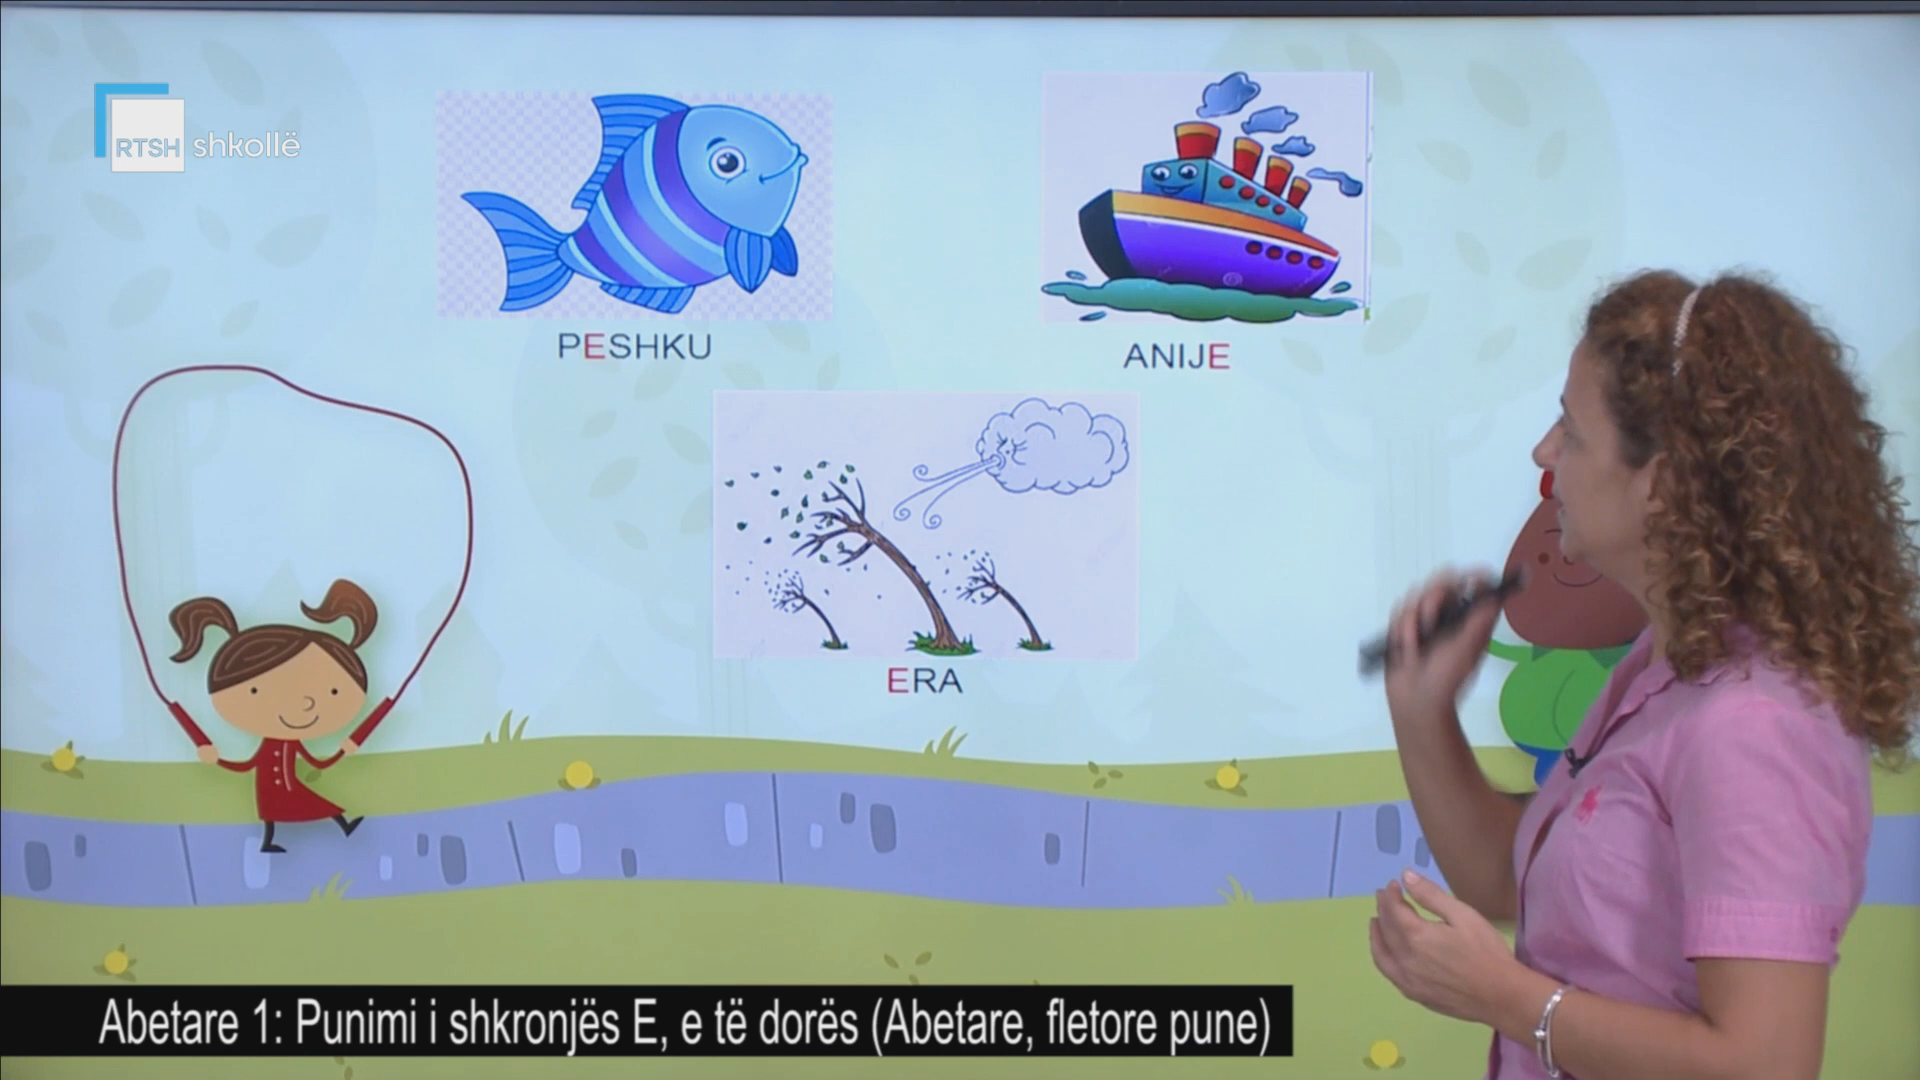 RTSH shkollë
PESHKU
ANIJE
ERA
Abetare 1: Punimi i shkronjës E, e të dorës (Abetare, fletore pune)